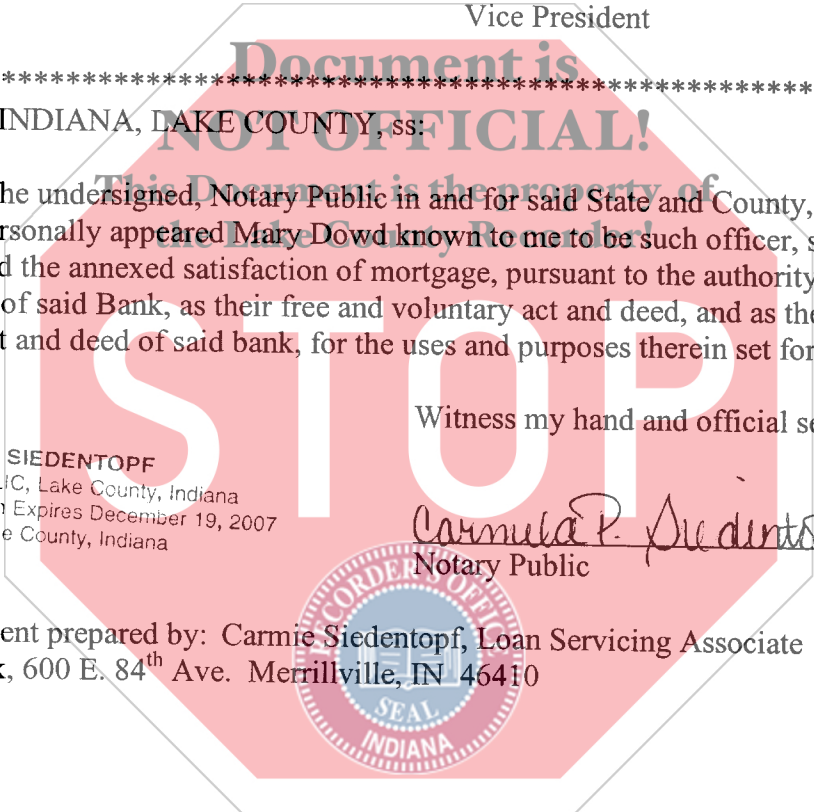 Vice President
Document is
*****************************************************
INDIANA, LAKE COUNTY, ss:
NOT OFFICIAL!
he undersigned, Notary Public in and for said State and County,
This Document is the property of
rsonally appeared Mary Dowd known to me to be such officer, s
the Lake County Recorder!
d the annexed satisfaction of mortgage, pursuant to the authority
of said Bank, as their free and voluntary act and deed, and as the
t and deed of said bank, for the uses and purposes therein set for
STOP
Witness my hand and official se
SIEDENTOPF
IC, Lake County, Indiana
n Expires December 19, 2007
e County, Indiana
Carmela P. Siedento
Notary Public
RECORDER'S OFFICE
ent prepared by: Carmie Siedentopf, Loan Servicing Associate
k, 600 E. 84th Ave. Merrillville, IN 46410
SEAL
INDIANA